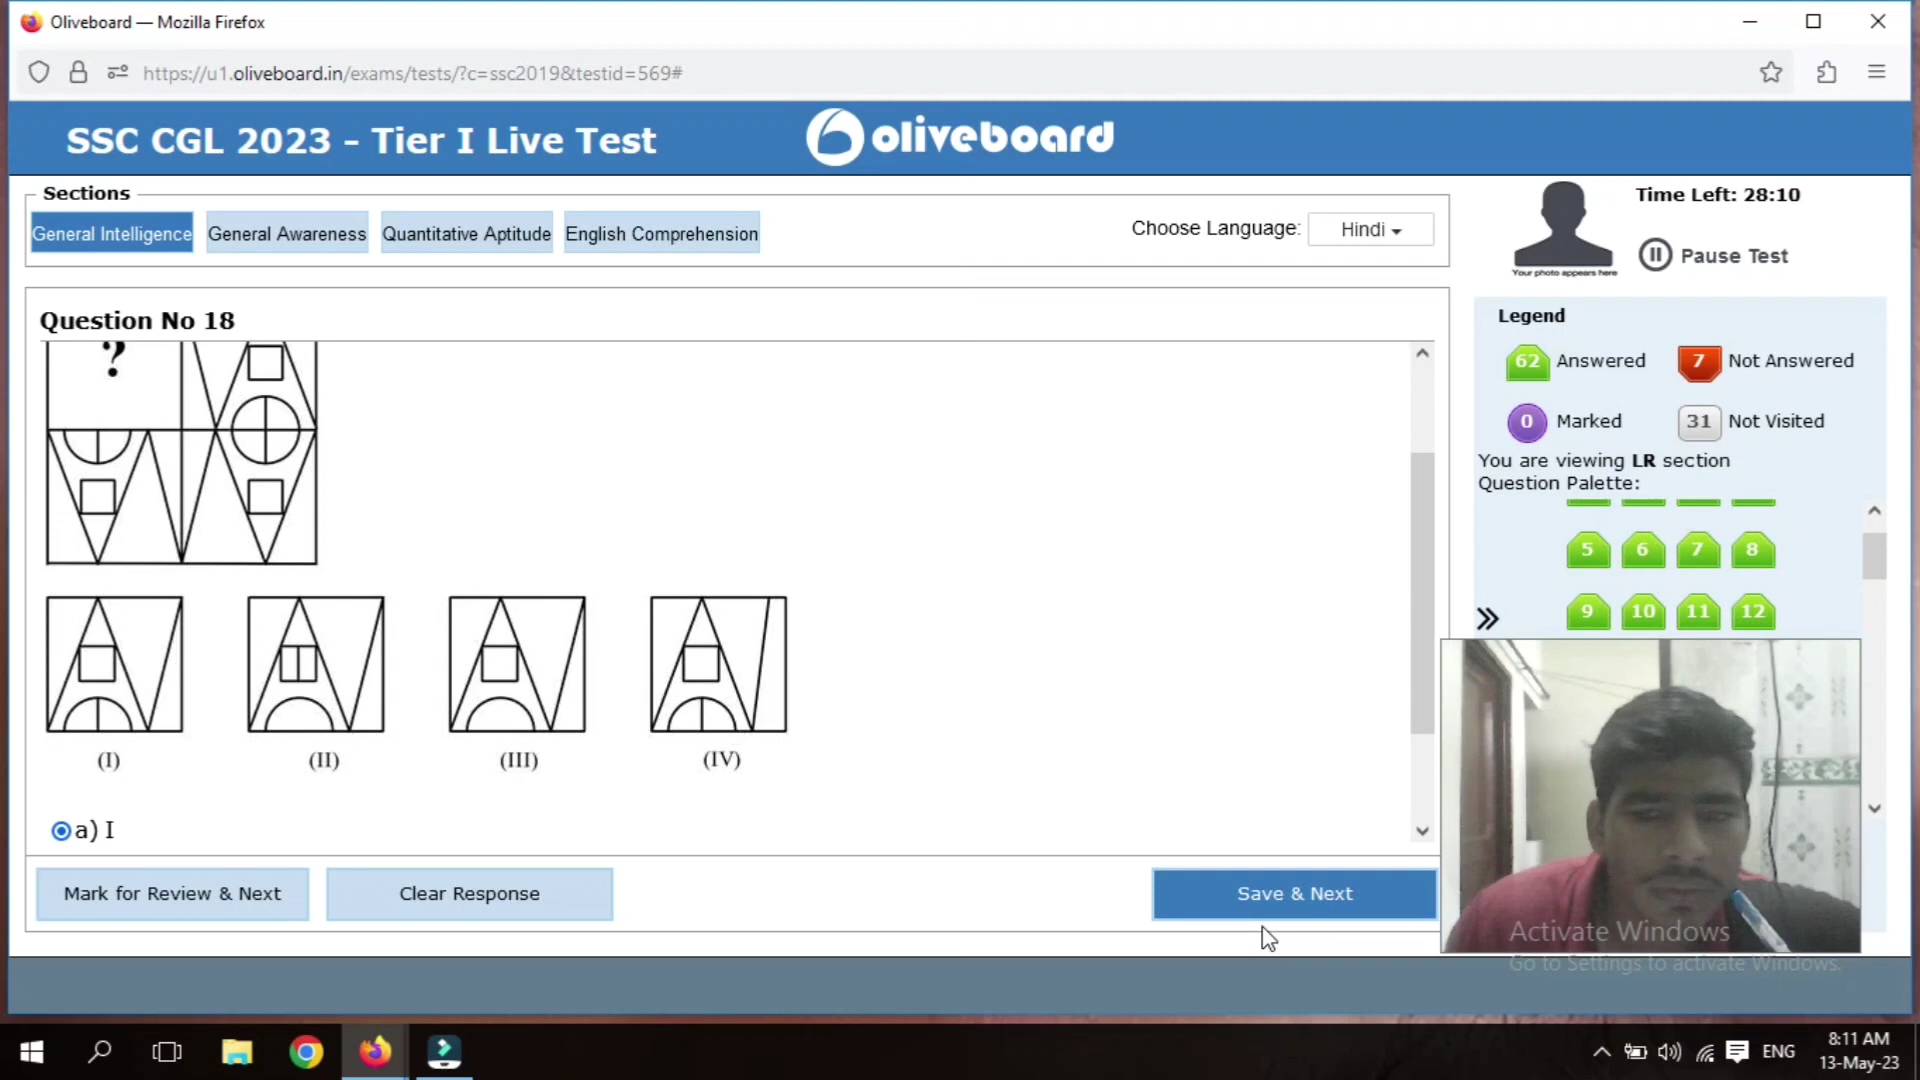 Oliveboard — Mozilla Firefox
https://u1.oliveboard.in/exams/tests/?c=ssc2019&testid=569#
SSC CGL 2023 - Tier I Live Test
oliveboard
Sections
General Intelligence
General Awareness
Quantitative Aptitude
English Comprehension
Choose Language:
Hindi
Your photo appears here
Time Left: 28:10
Pause Test
Question No 18
?
(I)
(II)
(III)
(IV)
a) I
Mark for Review & Next
Clear Response
Save & Next
Legend
62 Answered
7 Not Answered
0 Marked
31 Not Visited
You are viewing LR section
Question Palette:
5 6 7 8
9 10 11 12
Activate Windows
Go to Settings to activate Windows.
ENG
8:11 AM
13-May-23